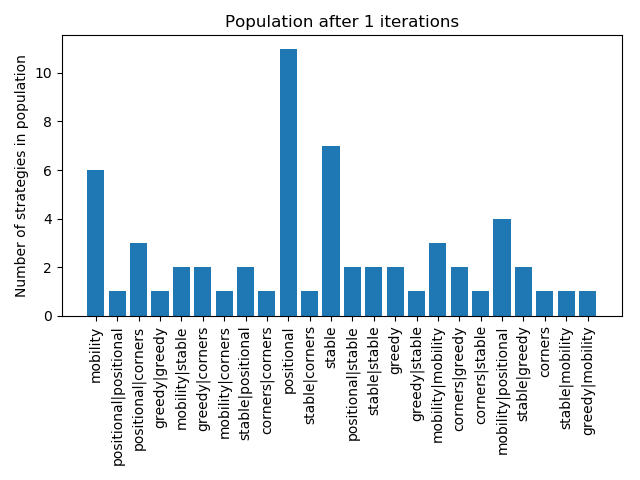 Population after 1 iterations
Number of strategies in population
10
8
6
4
2
0
mobility
positional|positional
positional|corners
greedy|greedy
mobility|stable
greedy|corners
mobility|corners
stable|positional
corners|corners
positional
stable|corners
stable
positional|stable
stable|stable
greedy
greedy|stable
mobility|mobility
corners|greedy
corners|stable
mobility|positional
stable|greedy
corners
stable|mobility
greedy|mobility